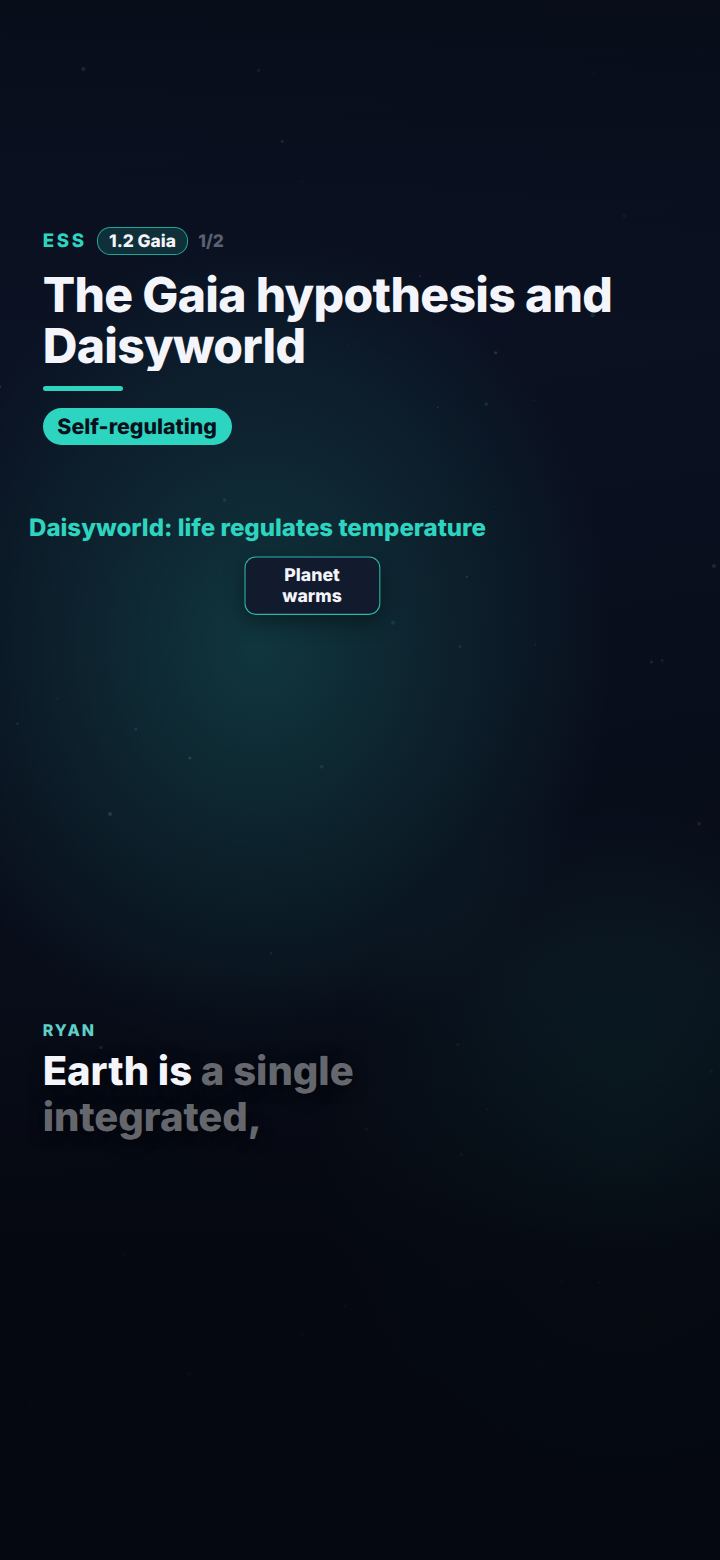 ESS 1.2 Gaia 1/2
The Gaia hypothesis and
Daisyworld
Self-regulating
Daisyworld: life regulates temperature
Planet
warms
RYAN
Earth is a single
integrated,